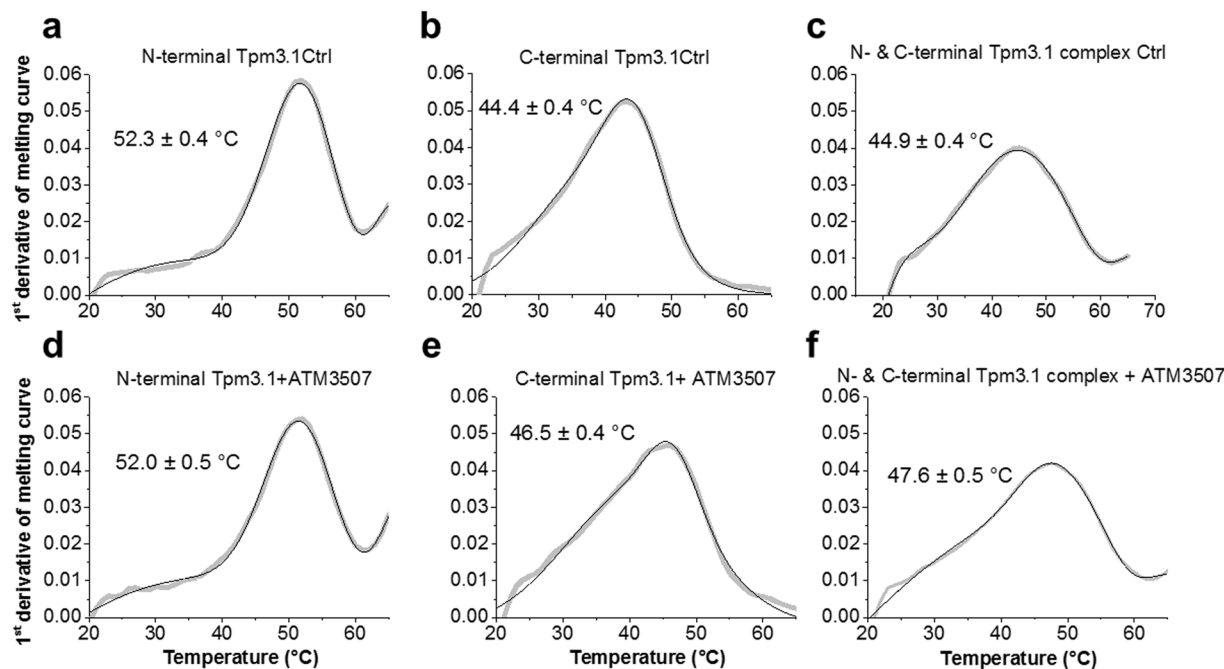 a
b
c
N-terminal Tpm3.1Ctrl
C-terminal Tpm3.1Ctrl
N- & C-terminal Tpm3.1 complex Ctrl
1st derivative of melting curve
0.06
0.05
0.04
0.03
0.02
0.01
0.00
52.3 ± 0.4 °C
20 30 40 50 60
0.06
0.05
0.04
0.03
0.02
0.01
0.00
44.4 ± 0.4 °C
20 30 40 50 60
0.06
0.05
0.04
0.03
0.02
0.01
0.00
44.9 ± 0.4 °C
20 30 40 50 60 70
d
e
f
N-terminal Tpm3.1+ATM3507
C-terminal Tpm3.1+ ATM3507
N- & C-terminal Tpm3.1 complex + ATM3507
1st derivative of melting curve
0.06
0.05
0.04
0.03
0.02
0.01
0.00
52.0 ± 0.5 °C
20 30 40 50 60
Temperature (°C)
0.06
0.05
0.04
0.03
0.02
0.01
0.00
46.5 ± 0.4 °C
20 30 40 50 60
Temperature (°C)
0.06
0.05
0.04
0.03
0.02
0.01
0.00
47.6 ± 0.5 °C
20 30 40 50 60
Temperature (°C)